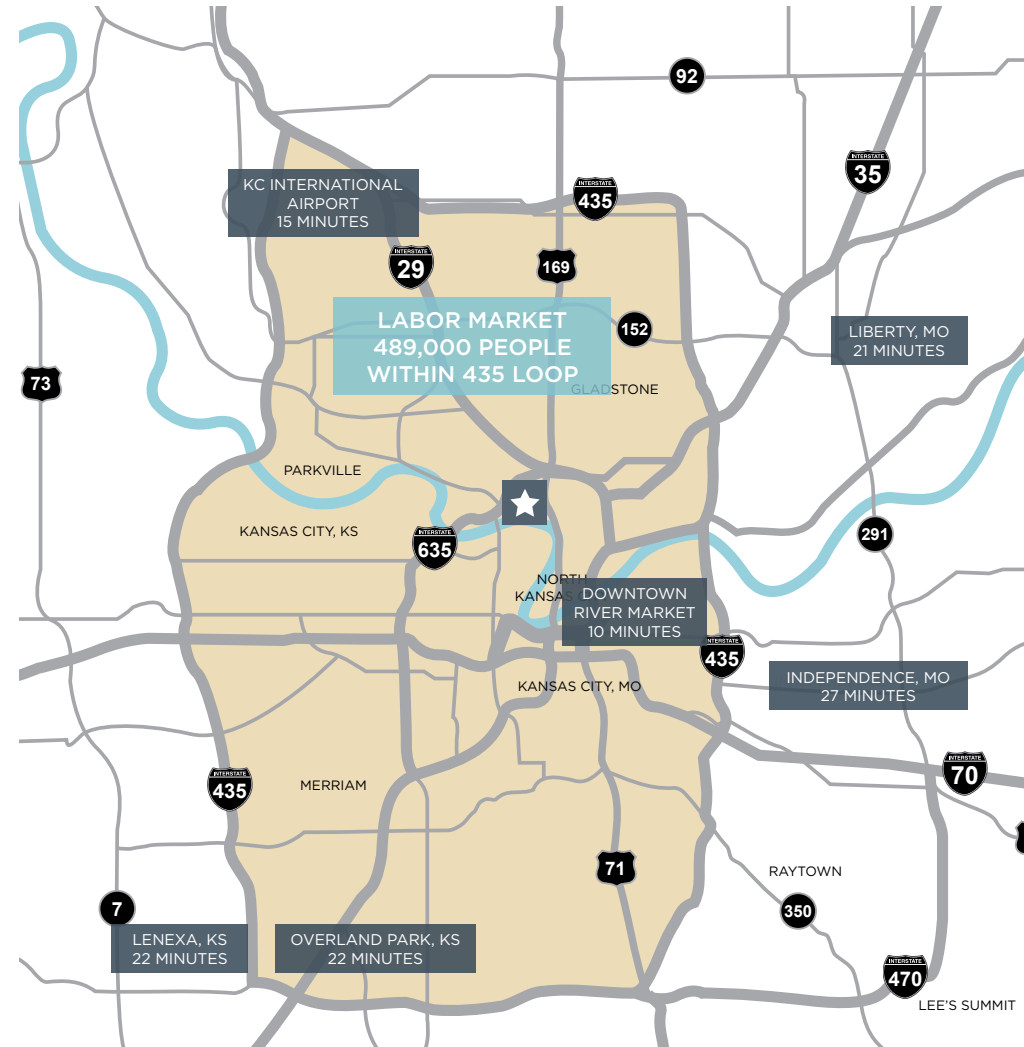 92
INTERSTATE
35
KC INTERNATIONAL
AIRPORT
15 MINUTES
INTERSTATE
435
INTERSTATE
29
169
LABOR MARKET
489,000 PEOPLE
WITHIN 435 LOOP
152
LIBERTY, MO
21 MINUTES
73
GLADSTONE
PARKVILLE
KANSAS CITY, KS
INTERSTATE
635
291
NORTH
KANSAS
DOWNTOWN
RIVER MARKET
10 MINUTES
INTERSTATE
435
INDEPENDENCE, MO
27 MINUTES
KANSAS CITY, MO
INTERSTATE
435
MERRIAM
INTERSTATE
70
71
RAYTOWN
7
350
LENEXA, KS
22 MINUTES
OVERLAND PARK, KS
22 MINUTES
INTERSTATE
470
LEE'S SUMMIT